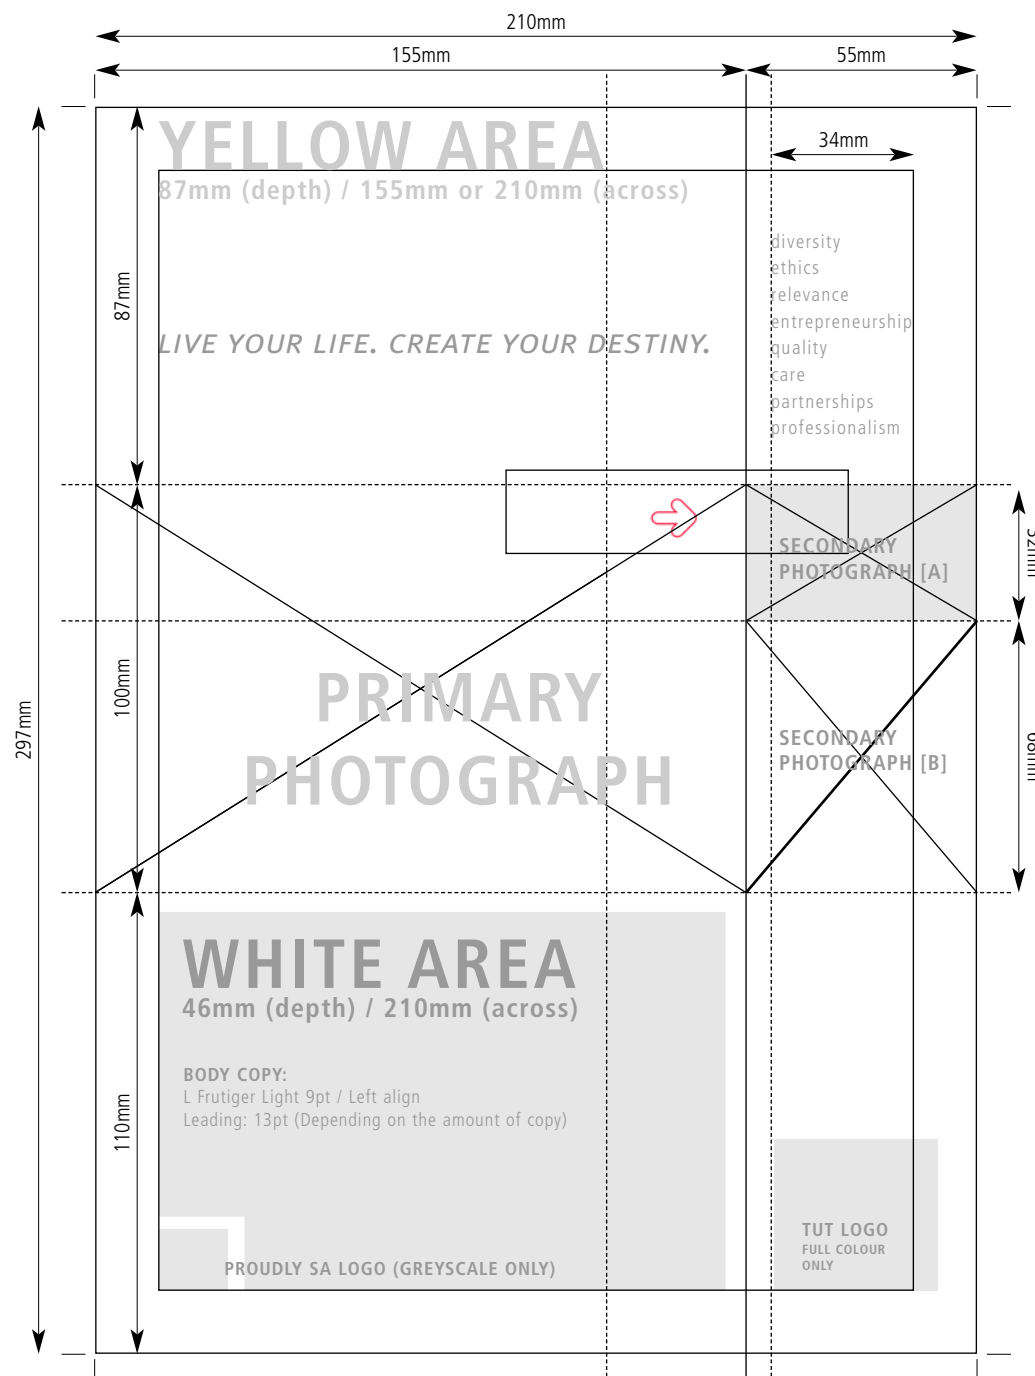 210mm
155mm
55mm
34mm
YELLOW AREA
87mm (depth) / 155mm or 210mm (across)
diversity
ethics
relevance
entrepreneurship
quality
care
partnerships
professionalism
87mm
LIVE YOUR LIFE. CREATE YOUR DESTINY.
SECONDARY
PHOTOGRAPH [A]
100mm
297mm
PRIMARY
PHOTOGRAPH
SECONDARY
PHOTOGRAPH [B]
WHITE AREA
46mm (depth) / 210mm (across)
BODY COPY:
L Frutiger Light 9pt / Left align
Leading: 13pt (Depending on the amount of copy)
110mm
TUT LOGO
FULL COLOUR
ONLY
PROUDLY SA LOGO (GREYSCALE ONLY)